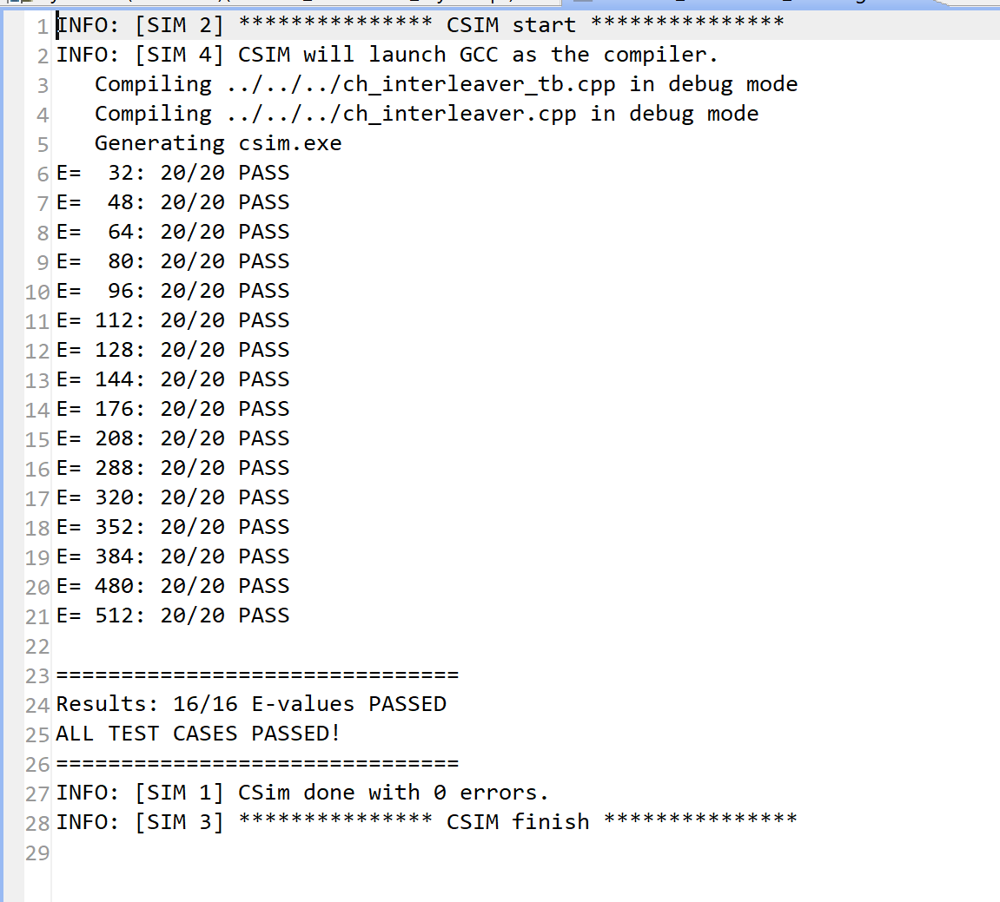 1 INFO: [SIM 2] *************** CSIM start ***************
2 INFO: [SIM 4] CSIM will launch GCC as the compiler.
3    Compiling ../../../ch_interleaver_tb.cpp in debug mode
4    Compiling ../../../ch_interleaver.cpp in debug mode
5    Generating csim.exe
6 E=  32: 20/20 PASS
7 E=  48: 20/20 PASS
8 E=  64: 20/20 PASS
9 E=  80: 20/20 PASS
10 E=  96: 20/20 PASS
11 E= 112: 20/20 PASS
12 E= 128: 20/20 PASS
13 E= 144: 20/20 PASS
14 E= 176: 20/20 PASS
15 E= 208: 20/20 PASS
16 E= 288: 20/20 PASS
17 E= 320: 20/20 PASS
18 E= 352: 20/20 PASS
19 E= 384: 20/20 PASS
20 E= 480: 20/20 PASS
21 E= 512: 20/20 PASS
22
23 ===============================
24 Results: 16/16 E-values PASSED
25 ALL TEST CASES PASSED!
26 ===============================
27 INFO: [SIM 1] CSim done with 0 errors.
28 INFO: [SIM 3] *************** CSIM finish ***************
29